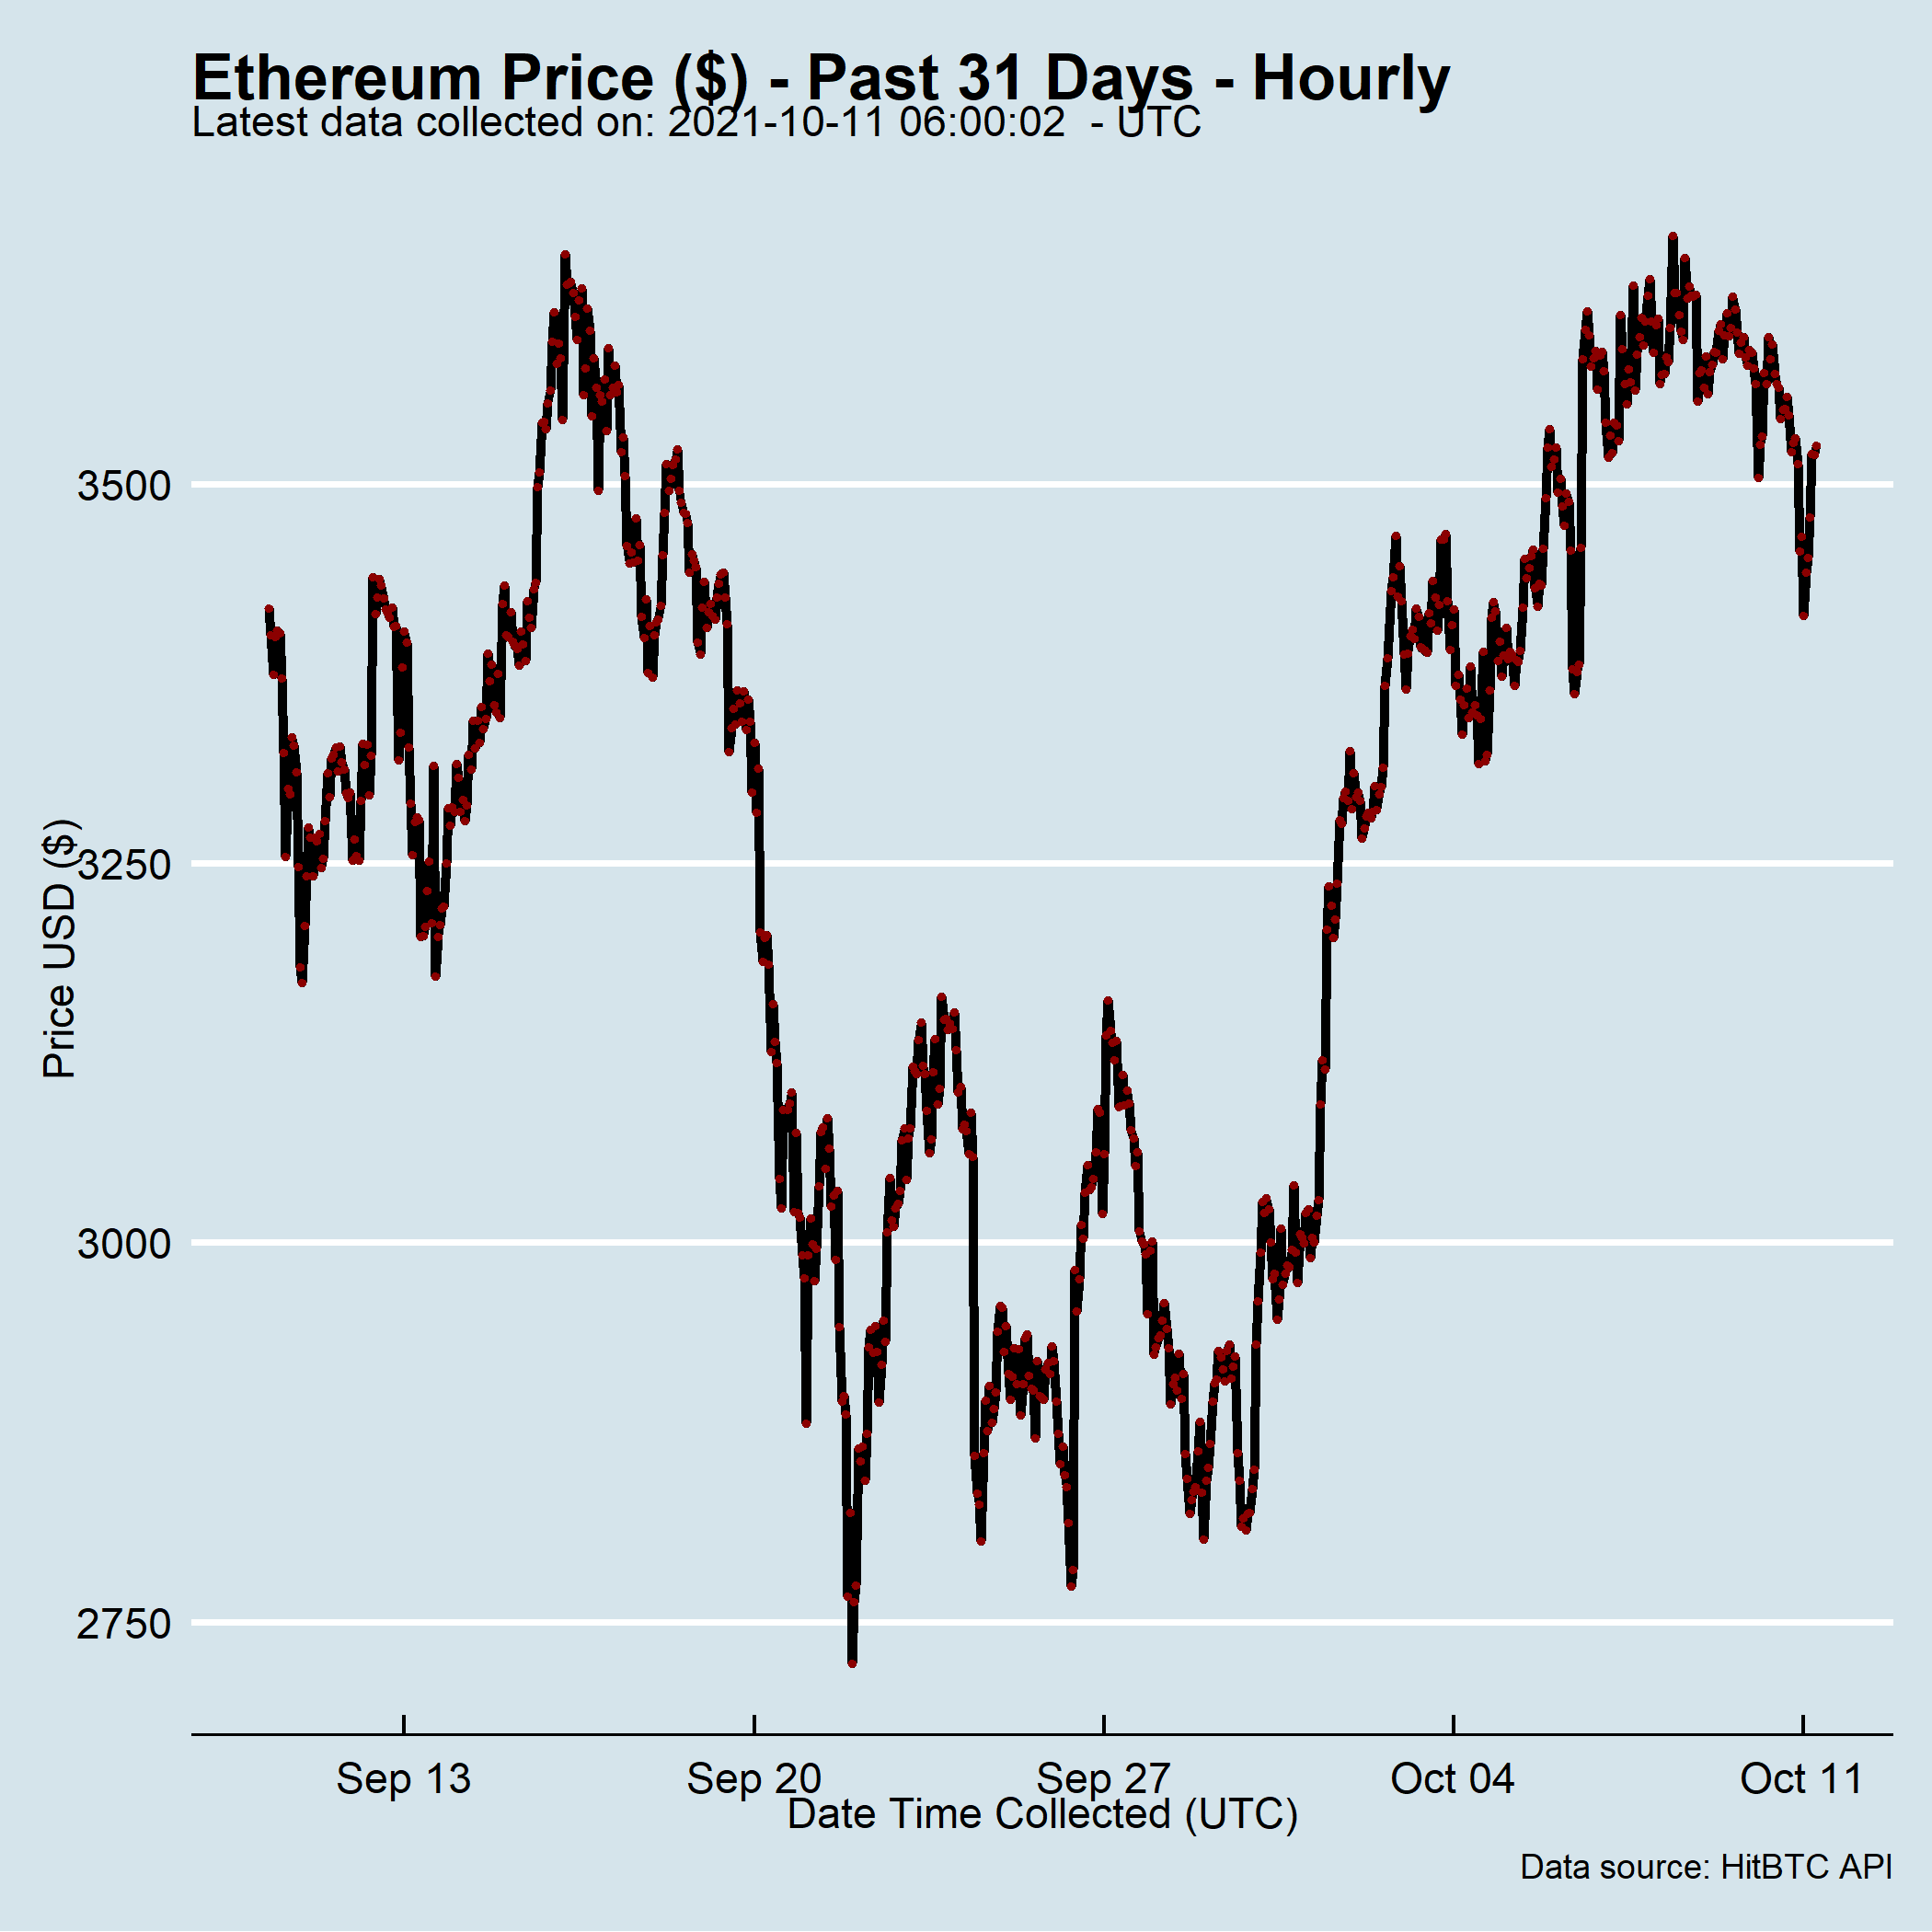 Ethereum Price ($) - Past 31 Days - Hourly
Latest data collected on: 2021-10-11 06:00:02  - UTC
Price USD ($)
3500
3250
3000
2750
Sep 13 Sep 20 Sep 27 Oct 04 Oct 11
Date Time Collected (UTC)
Data source: HitBTC API